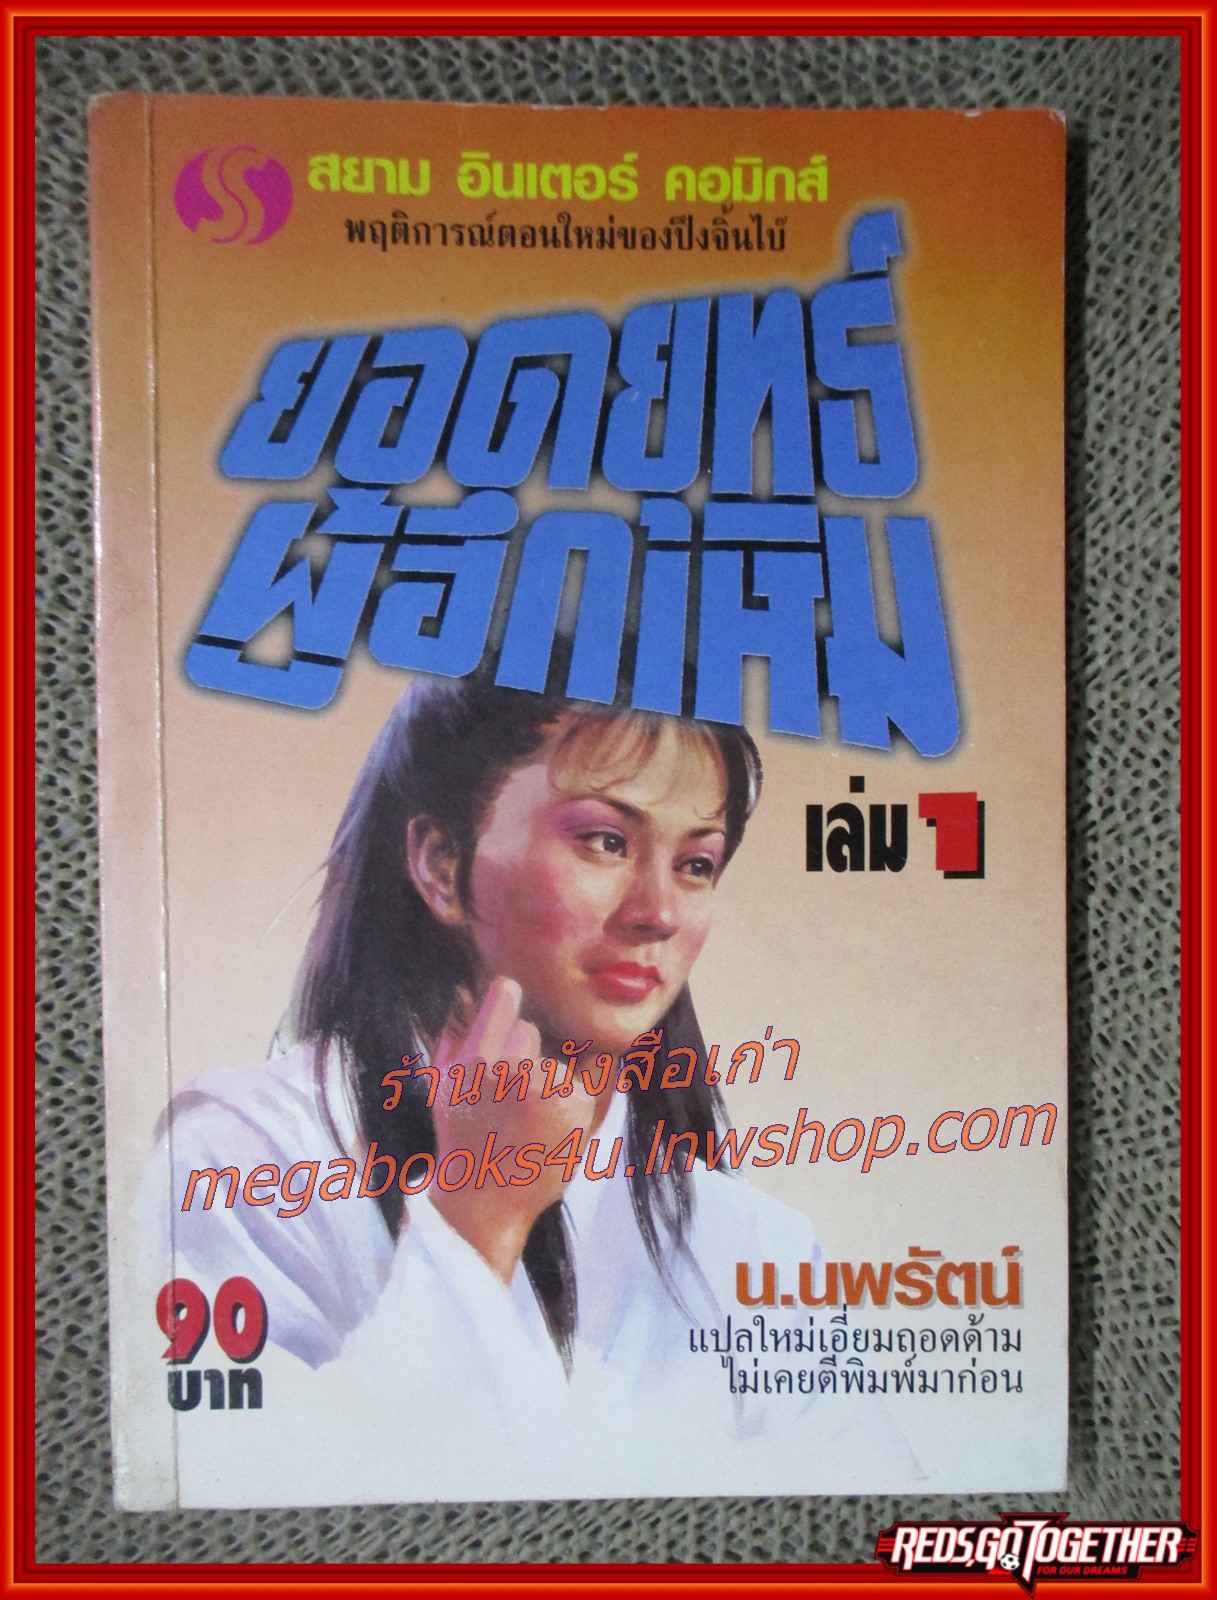 สยาม อินเตอร์ คอมิกส์
พฤติการณ์ตอนใหม่ของปึงจิ้นไบ๊
ยอดยุทธ์
ผู้ฮึกเหิม
เล่ม 1
ร้านหนังสือเก่า
megabooks4u.lnwshop.com
น.นพรัตน์
แปลใหม่เอี่ยมถอดด้าม
ไม่เคยตีพิมพ์มาก่อน
90
บาท
REDS,GO TOGETHER
FOR OUR DREAMS